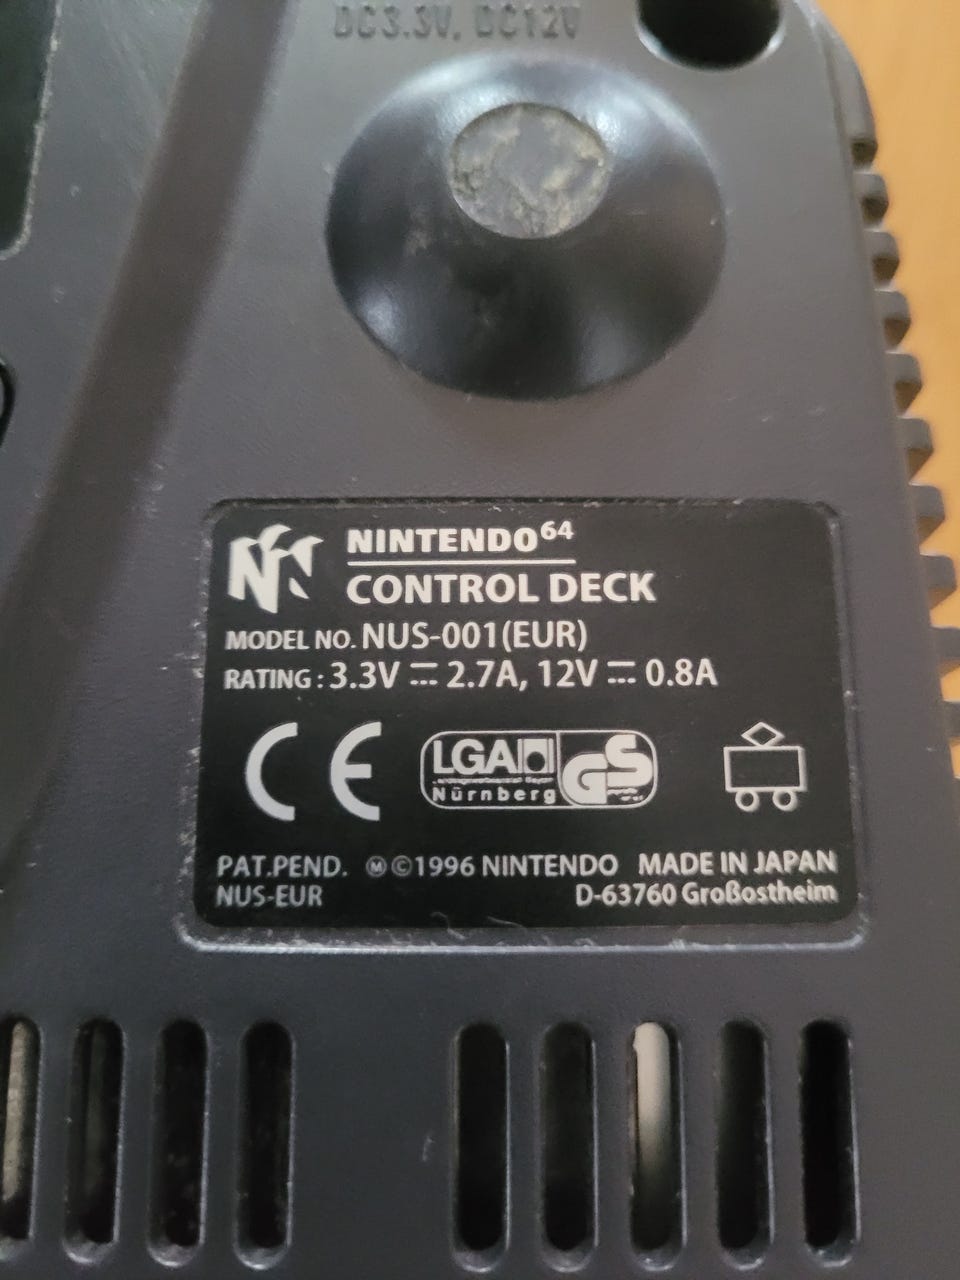 DC3.3V, DC12V
NINTENDO⁶⁴
CONTROL DECK
MODEL NO. NUS-001(EUR)
RATING : 3.3V ⎓ 2.7A, 12V ⎓ 0.8A
CE
LGA
Nürnberg
GS
PAT.PEND. Ⓜ©1996 NINTENDO MADE IN JAPAN
NUS-EUR D-63760 Großostheim